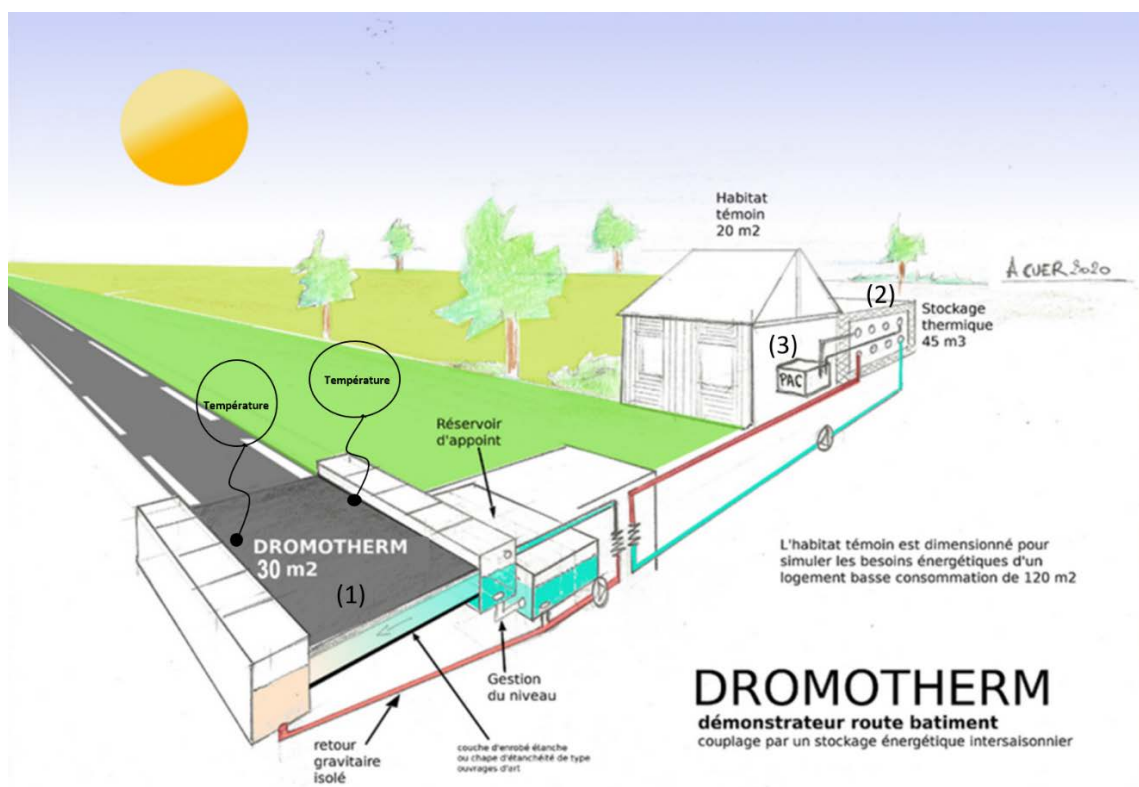 Habitat
témoin
20 m2
A CUER 2020
(2)
Stockage
thermique
45 m3
(3)
PAC
Température
Température
Réservoir
d'appoint
DROMOTHERM
30 m2
(1)
L'habitat témoin est dimensionné pour
simuler les besoins énergétiques d'un
logement basse consommation de 120 m2
Gestion
du niveau
retour
gravitaire
isolé
couche d'enrobé étanche
ou chape d'étanchéité de type
ouvrages d'art
DROMOTHERM
démonstrateur route batiment
couplage par un stockage énergétique intersaisonnier